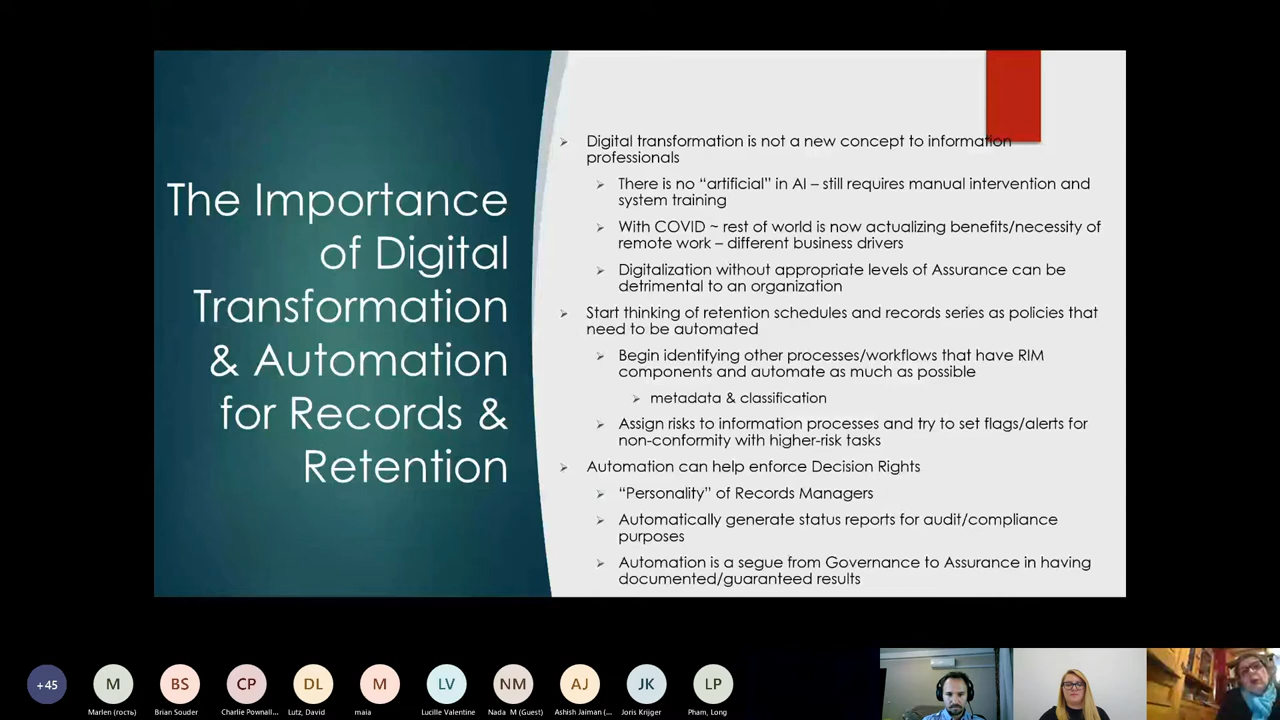 The Importance
of Digital
Transformation
& Automation
for Records &
Retention
Digital transformation is not a new concept to information
professionals
There is no “artificial” in AI – still requires manual intervention and
system training
With COVID ~ rest of world is now actualizing benefits/necessity of
remote work – different business drivers
Digitalization without appropriate levels of Assurance can be
detrimental to an organization
Start thinking of retention schedules and records series as policies that
need to be automated
Begin identifying other processes/workflows that have RIM
components and automate as much as possible
metadata & classification
Assign risks to information processes and try to set flags/alerts for
non-conformity with higher-risk tasks
Automation can help enforce Decision Rights
“Personality” of Records Managers
Automatically generate status reports for audit/compliance
purposes
Automation is a segue from Governance to Assurance in having
documented/guaranteed results
+45
M
BS
CP
DL
M
LV
NM
AJ
JK
LP
Marlen (гость)
Brian Souder
Charlie Pownall...
Lutz, David
maia
Lucille Valentine
Nada M (Guest)
Ashish Jaiman (...
Joris Krijger
Pham, Long